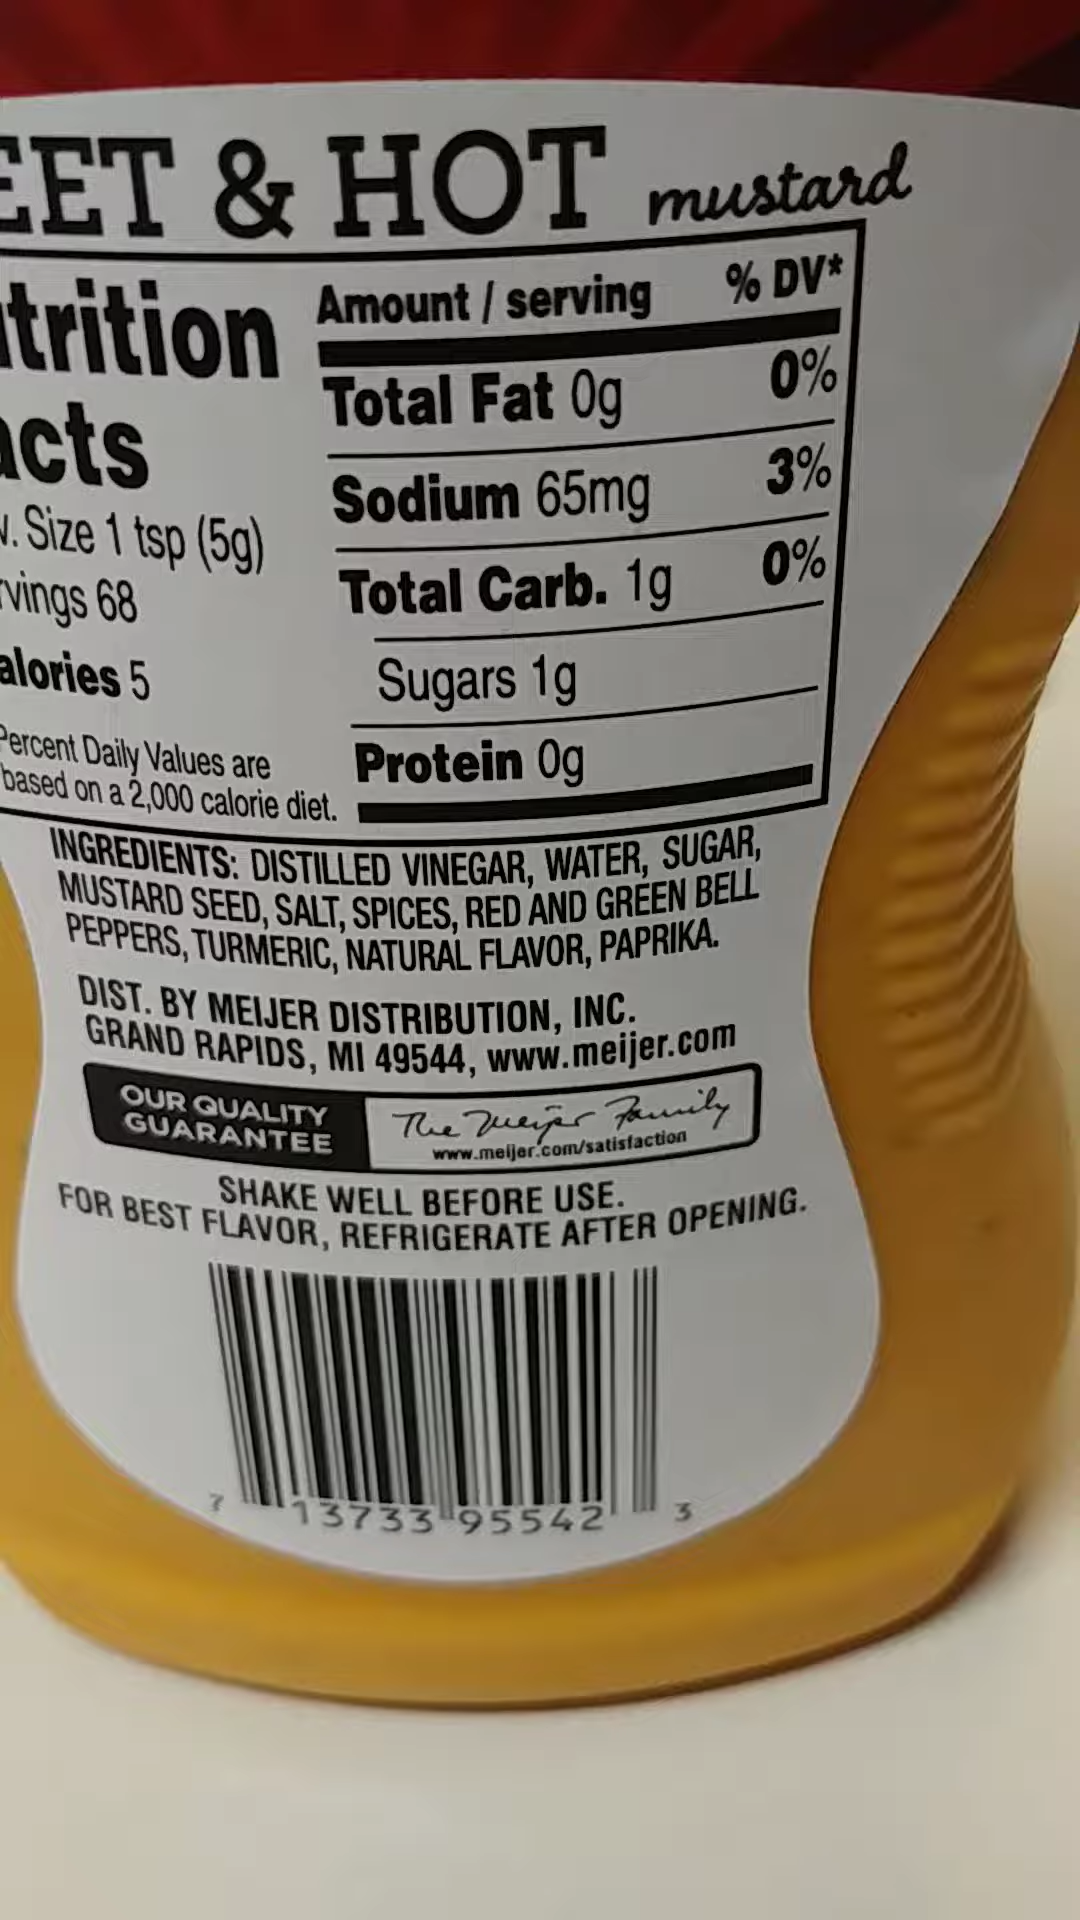 EET & HOT mustard
trition
acts
v. Size 1 tsp (5g)
rvings 68
alories 5
Percent Daily Values are
based on a 2,000 calorie diet.
Amount / serving % DV*
Total Fat 0g 0%
Sodium 65mg 3%
Total Carb. 1g 0%
Sugars 1g
Protein 0g
INGREDIENTS: DISTILLED VINEGAR, WATER, SUGAR,
MUSTARD SEED, SALT, SPICES, RED AND GREEN BELL
PEPPERS, TURMERIC, NATURAL FLAVOR, PAPRIKA.
DIST. BY MEIJER DISTRIBUTION, INC.
GRAND RAPIDS, MI 49544, www.meijer.com
OUR QUALITY
GUARANTEE
The Meijer Family
www.meijer.com/satisfaction
SHAKE WELL BEFORE USE.
FOR BEST FLAVOR, REFRIGERATE AFTER OPENING.
7 13733 95542 3